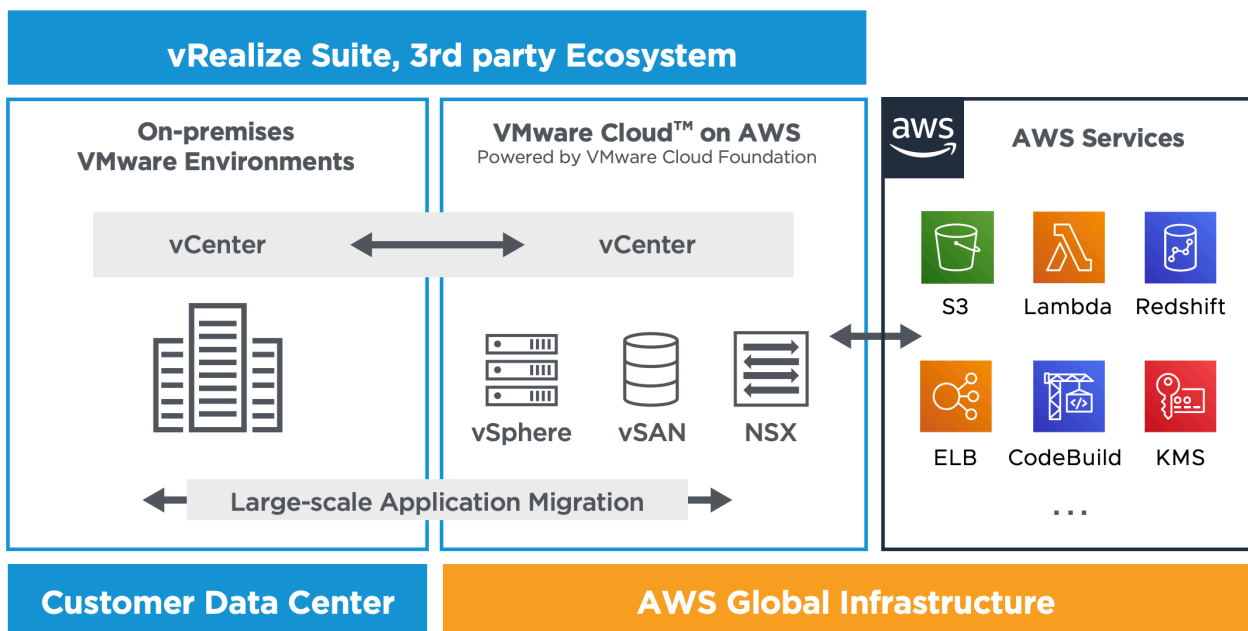 vRealize Suite, 3rd party Ecosystem
On-premises
VMware Environments
VMware Cloud™ on AWS
Powered by VMware Cloud Foundation
aws
AWS Services
vCenter
vCenter
S3
Lambda
Redshift
vSphere
vSAN
NSX
ELB
CodeBuild
KMS
...
Large-scale Application Migration
Customer Data Center
AWS Global Infrastructure